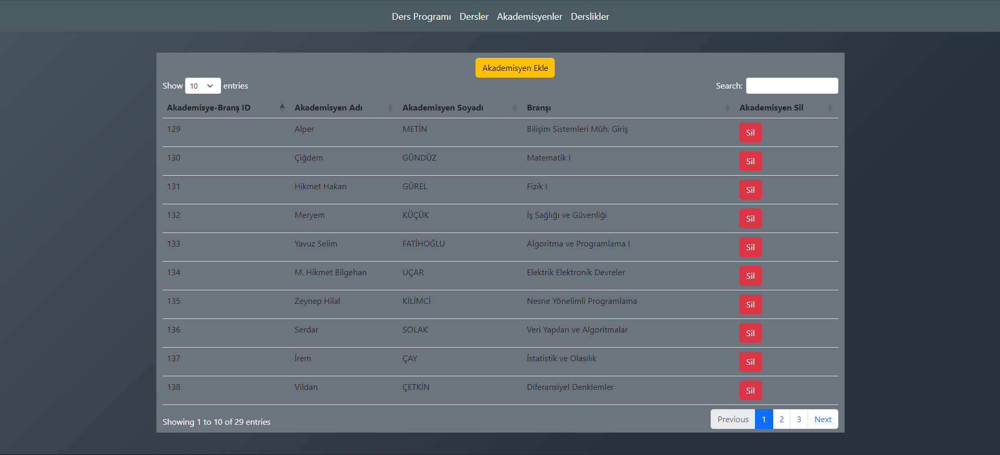 Ders Programı Dersler Akademisyenler Derslikler
Akademisyen Ekle
Show 10 entries Search:
Akademisye-Branş ID Akademisyen Adı Akademisyen Soyadı Branşı Akademisyen Sil
129 Alper METİN Bilişim Sistemleri Müh. Giriş Sil
130 Çiğdem GÜNDÜZ Matematik I Sil
131 Hikmet Hakan GÜREL Fizik I Sil
132 Meryem KÜÇÜK İş Sağlığı ve Güvenliği Sil
133 Yavuz Selim FATİHOĞLU Algoritma ve Programlama I Sil
134 M. Hikmet Bilgehan UÇAR Elektrik Elektronik Devreler Sil
135 Zeynep Hilal KİLİMCİ Nesne Yönelimli Programlama Sil
136 Serdar SOLAK Veri Yapıları ve Algoritmalar Sil
137 İrem ÇAY İstatistik ve Olasılık Sil
138 Vildan ÇETKİN Diferansiyel Denklemler Sil
Showing 1 to 10 of 29 entries Previous 1 2 3 Next